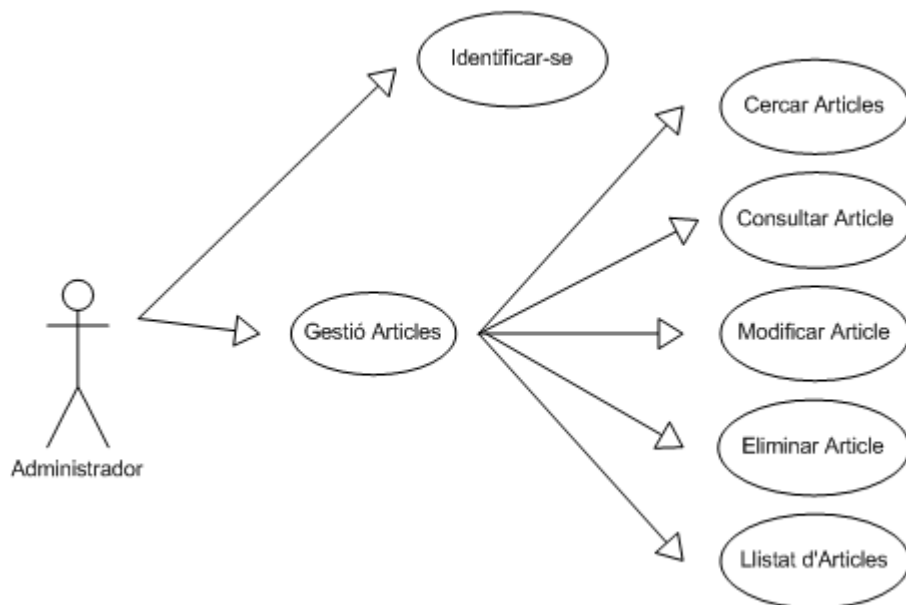 Identificar-se
Cercar Articles
Consultar Article
Gestió Articles
Modificar Article
Eliminar Article
Administrador
Llistat d'Articles